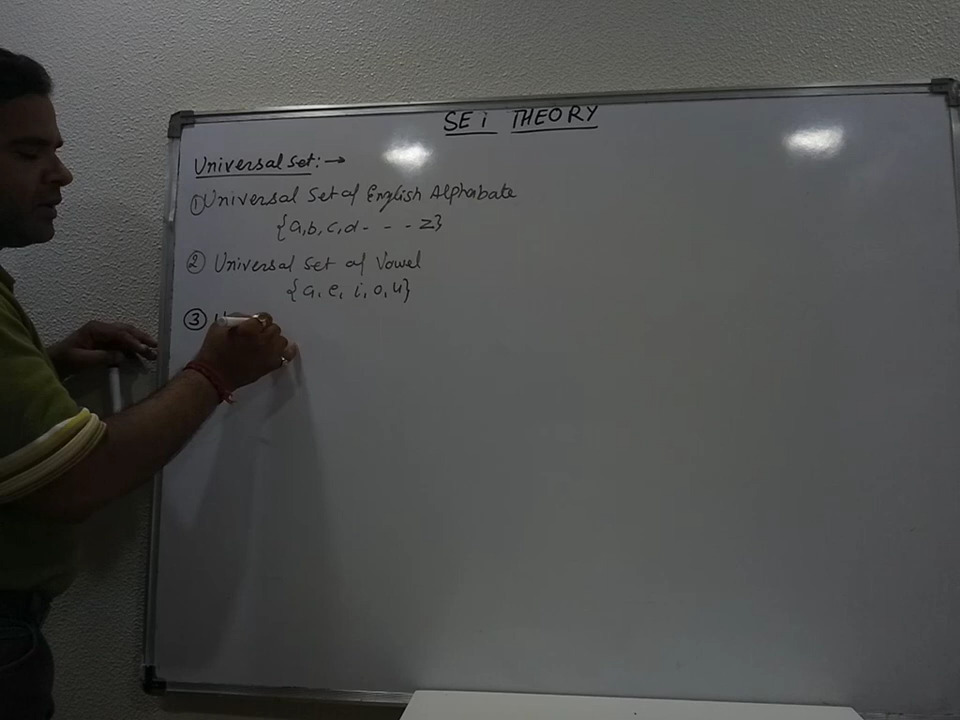 SET THEORY
Universal Set:→
① Universal Set of English Alphabate
{a,b,c,d- - - z}
② Universal Set of Vowel
{a, e, i, o, u}
③ U